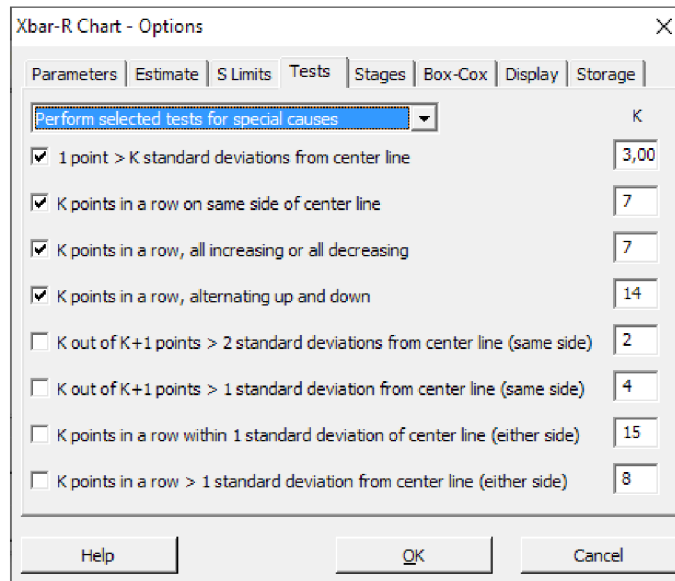 Xbar-R Chart - Options
Parameters Estimate S Limits Tests Stages Box-Cox Display Storage
Perform selected tests for special causes K
1 point > K standard deviations from center line 3,00
K points in a row on same side of center line 7
K points in a row, all increasing or all decreasing 7
K points in a row, alternating up and down 14
K out of K+1 points > 2 standard deviations from center line (same side) 2
K out of K+1 points > 1 standard deviation from center line (same side) 4
K points in a row within 1 standard deviation of center line (either side) 15
K points in a row > 1 standard deviation from center line (either side) 8
Help OK Cancel